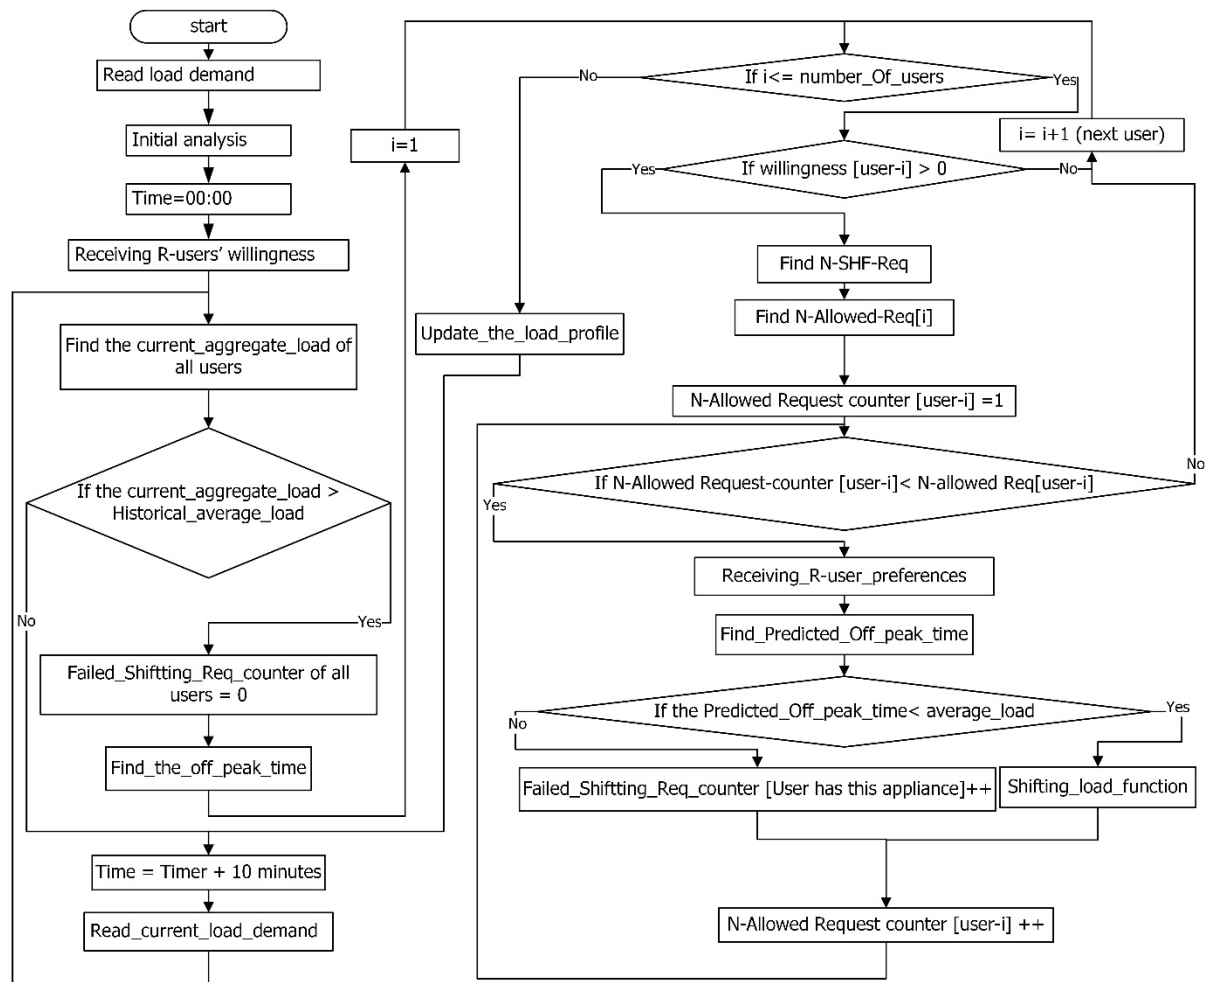 start
Read load demand
Initial analysis
Time=00:00
Receiving R-users’ willingness
Find the current_aggregate_load of
all users
If the current_aggregate_load >
Historical_average_load
No
Yes
Failed_Shiftting_Req_counter of all
users = 0
Find_the_off_peak_time
Time = Timer + 10 minutes
Read_current_load_demand
i=1
If i<= number_Of_users
No
Yes
i= i+1 (next user)
If willingness [user-i] > 0
Yes
No
Find N-SHF-Req
Find N-Allowed-Req[i]
Update_the_load_profile
N-Allowed Request counter [user-i] =1
If N-Allowed Request-counter [user-i]< N-allowed Req[user-i]
Yes
No
Receiving_R-user_preferences
Find_Predicted_Off_peak_time
If the Predicted_Off_peak_time< average_load
No
Yes
Failed_Shiftting_Req_counter [User has this appliance]++
Shifting_load_function
N-Allowed Request counter [user-i] ++